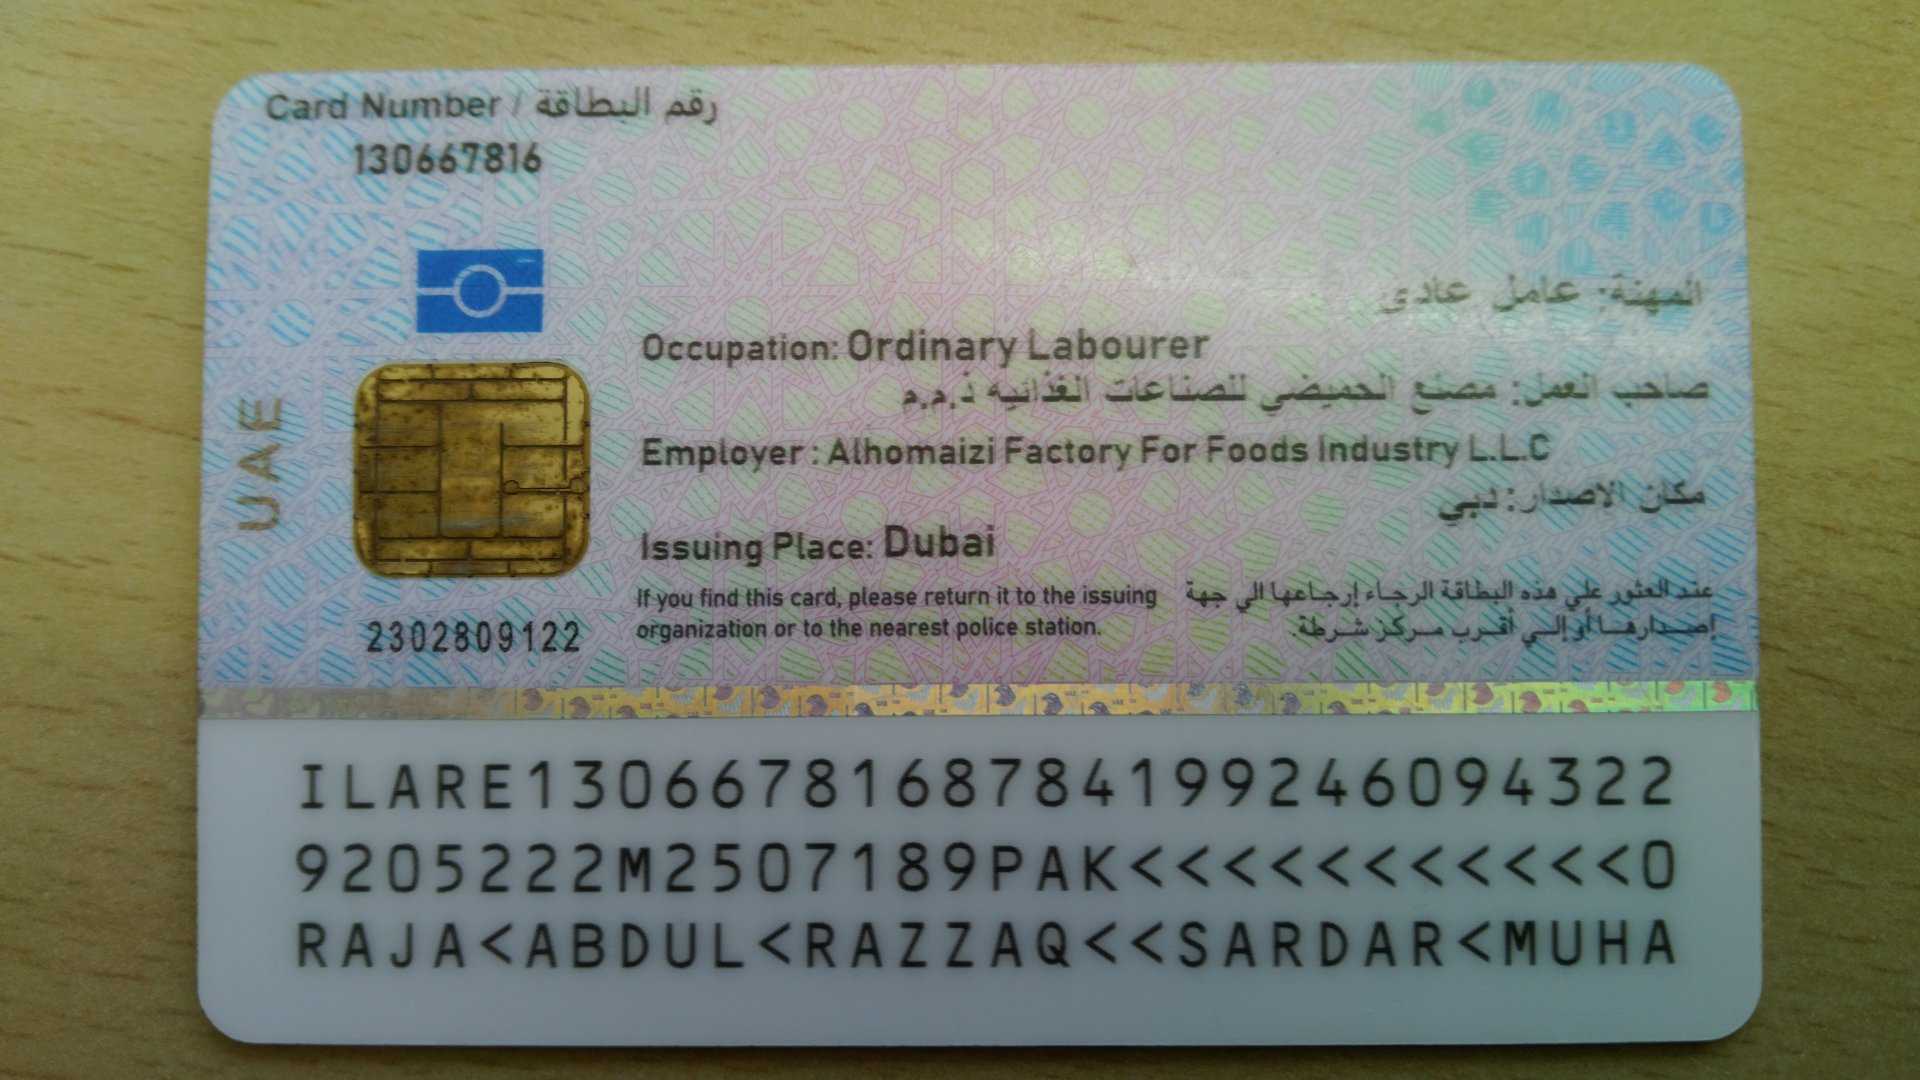 Card Number / رقم البطاقة
130667816
المهنة: عامل عادى
Occupation: Ordinary Labourer
صاحب العمل: مصنع الحميضي للصناعات الغذائيه ذ.م.م
Employer : Alhomaizi Factory For Foods Industry L.L.C
مكان الاصدار: دبي
Issuing Place: Dubai
UAE
2302809122
If you find this card, please return it to the issuing
organization or to the nearest police station.
عند العثور علي هذه البطاقة الرجاء إرجاعها الي جهة
إصدارها أو إلي أقرب مركز شرطة.
ILARE1306678168784199246094322
9205222M2507189PAK<<<<<<<<<<<0
RAJA<ABDUL<RAZZAQ<<SARDAR<MUHA